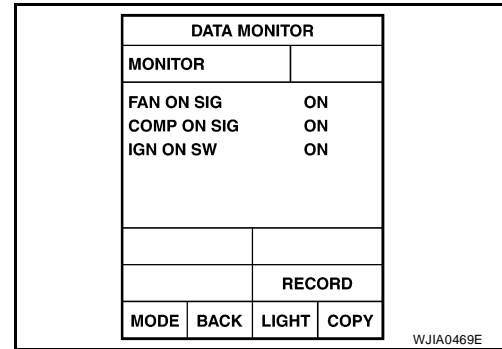 DATA MONITOR
MONITOR
FAN ON SIG ON
COMP ON SIG ON
IGN ON SW ON
RECORD
MODE BACK LIGHT COPY
WJIA0469E